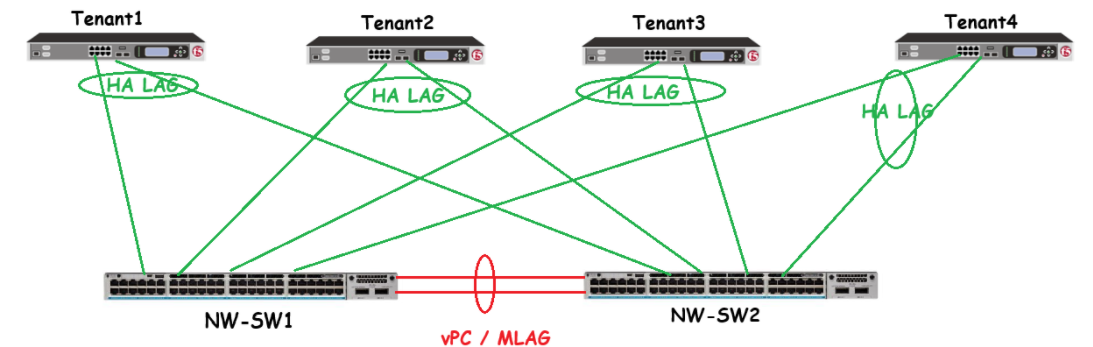 Tenant1
Tenant2
Tenant3
Tenant4
HA LAG
HA LAG
HA LAG
HA LAG
NW-SW1
NW-SW2
vPC / MLAG